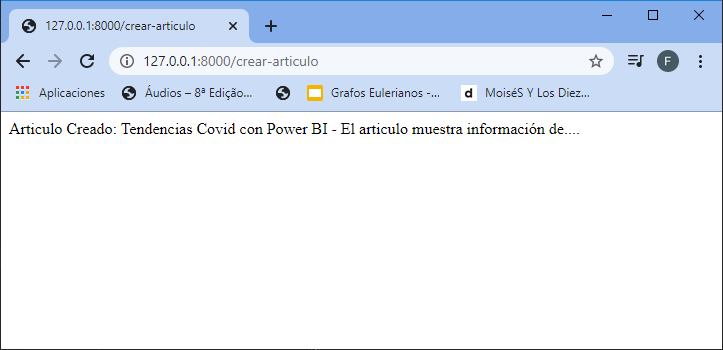 127.0.0.1:8000/crear-articulo
127.0.0.1:8000/crear-articulo
F
Aplicaciones
Áudios – 8ª Edição...
Grafos Eulerianos -...
d
MoiséS Y Los Diez...
Articulo Creado: Tendencias Covid con Power BI - El articulo muestra información de....